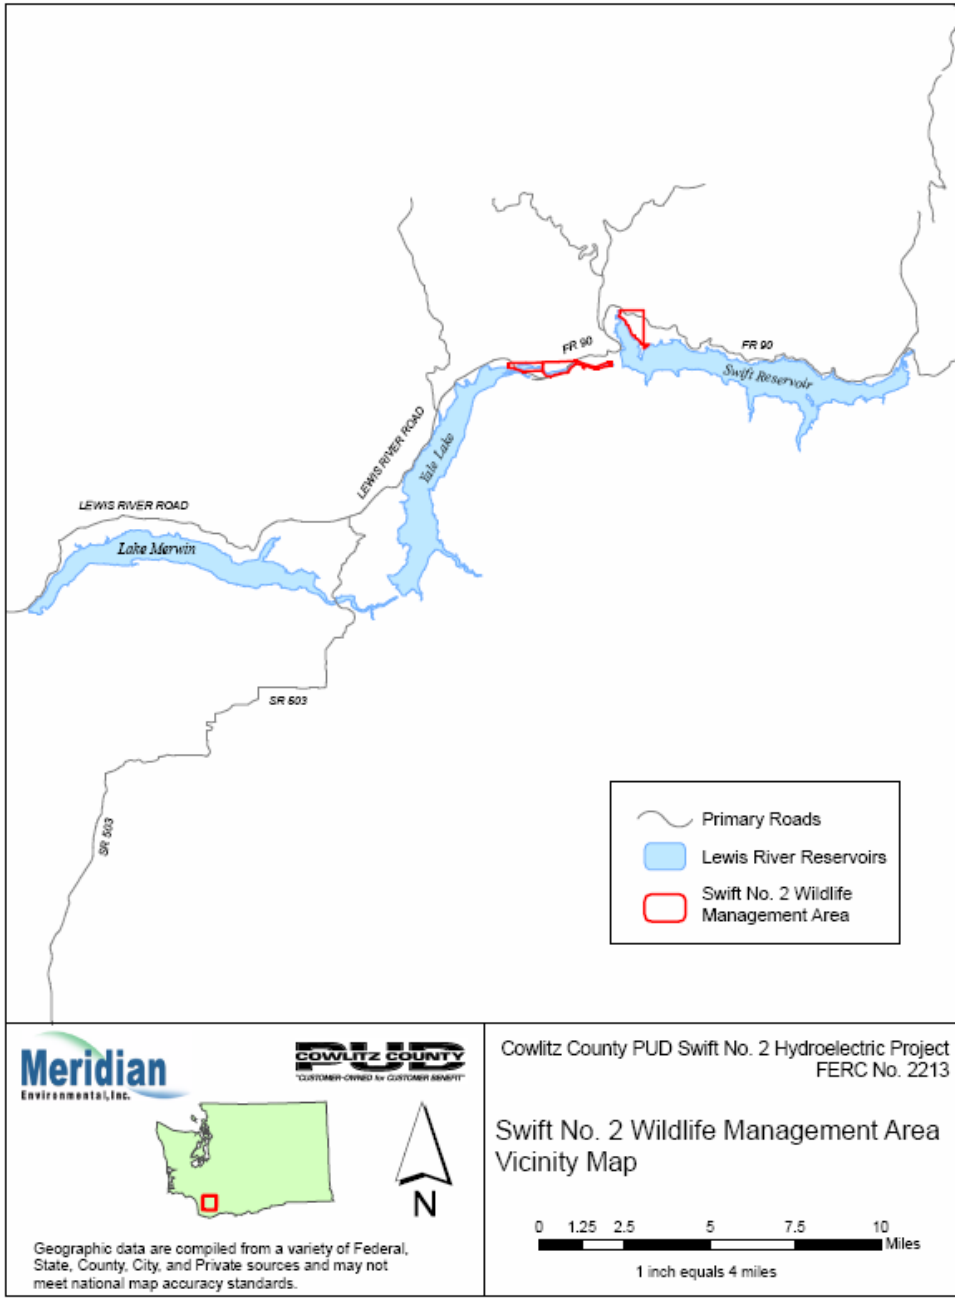 FR 90
FR 90
Swift Reservoir
LEWIS RIVER ROAD
Yale Lake
LEWIS RIVER ROAD
Lake Merwin
SR 503
SR 503
Primary Roads
Lewis River Reservoirs
Swift No. 2 Wildlife
Management Area
Meridian
Environmental, Inc.
PUD
COWLITZ COUNTY
"CUSTOMER-OWNED for CUSTOMER BENEFIT"
N
Geographic data are compiled from a variety of Federal,
State, County, City, and Private sources and may not
meet national map accuracy standards.
Cowlitz County PUD Swift No. 2 Hydroelectric Project
FERC No. 2213
Swift No. 2 Wildlife Management Area
Vicinity Map
0 1.25 2.5 5 7.5 10
Miles
1 inch equals 4 miles